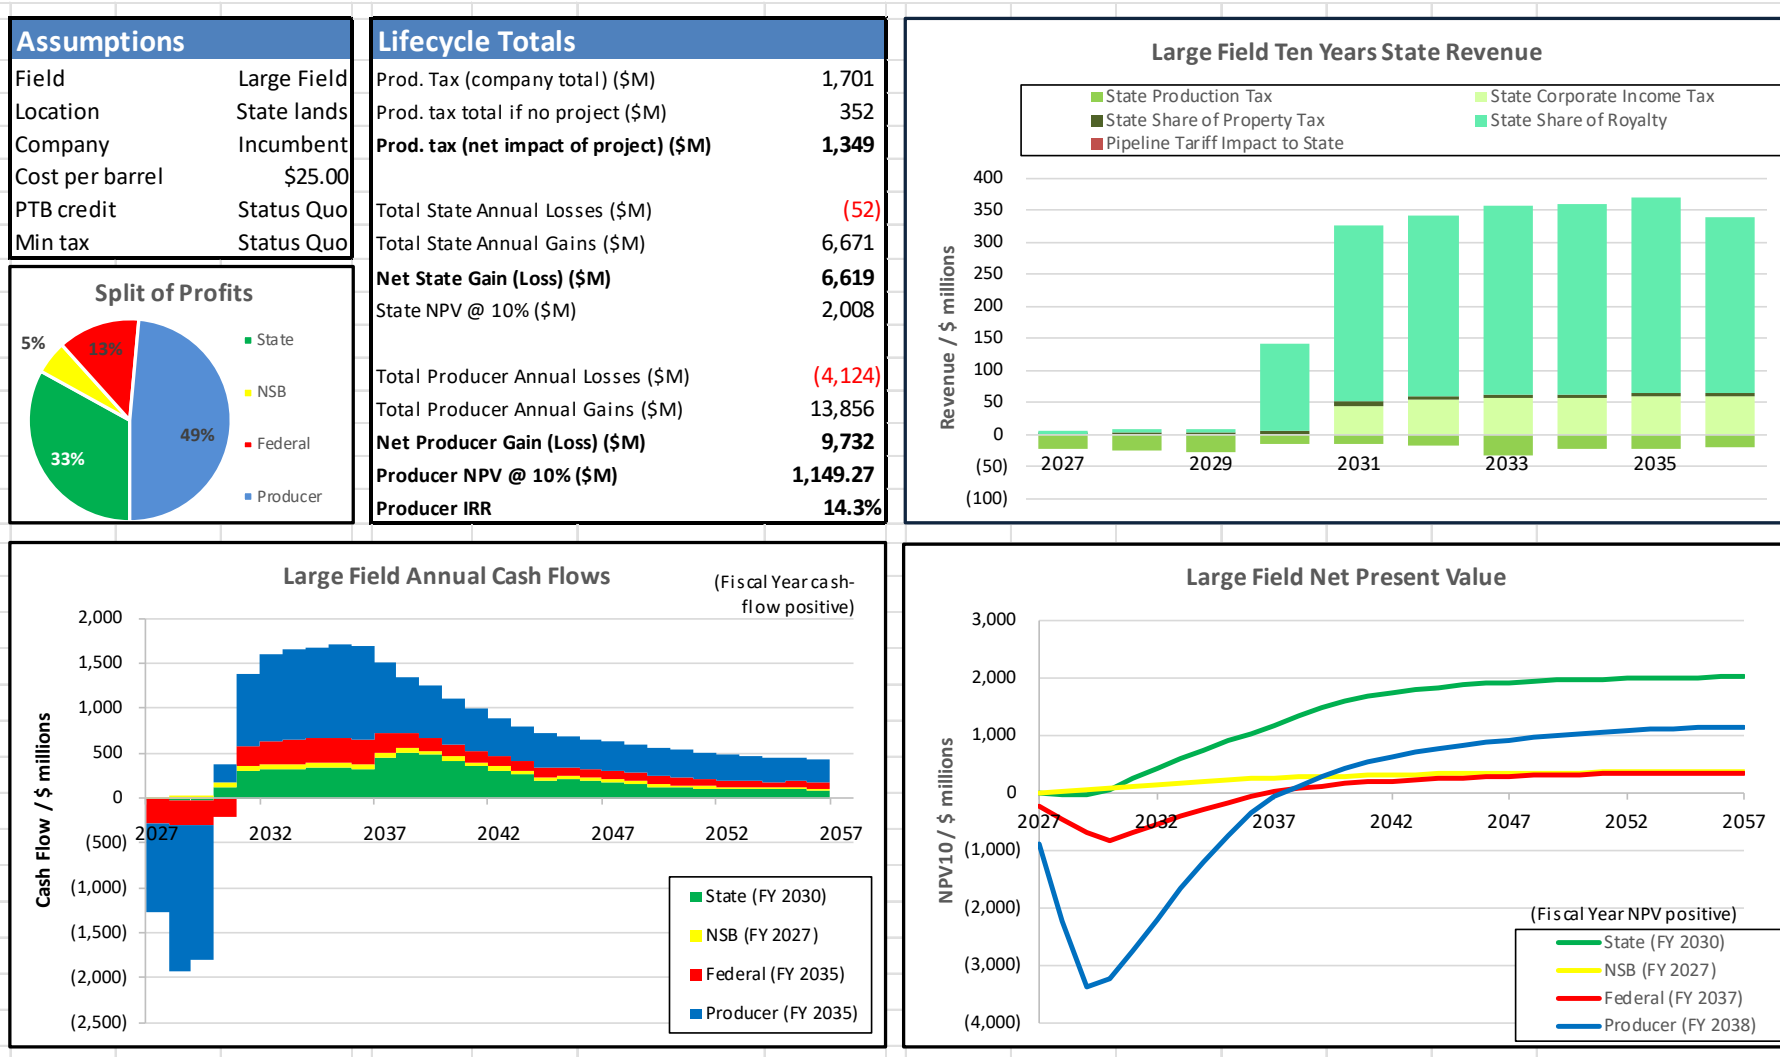 Assumptions
Field Large Field
Location State lands
Company Incumbent
Cost per barrel $25.00
PTB credit Status Quo
Min tax Status Quo
Split of Profits
5%
13%
49%
33%
State
NSB
Federal
Producer
Lifecycle Totals
Prod. Tax (company total) ($M) 1,701
Prod. tax total if no project ($M) 352
Prod. tax (net impact of project) ($M) 1,349
Total State Annual Losses ($M) (52)
Total State Annual Gains ($M) 6,671
Net State Gain (Loss) ($M) 6,619
State NPV @ 10% ($M) 2,008
Total Producer Annual Losses ($M) (4,124)
Total Producer Annual Gains ($M) 13,856
Net Producer Gain (Loss) ($M) 9,732
Producer NPV @ 10% ($M) 1,149.27
Producer IRR 14.3%
Large Field Ten Years State Revenue
State Production Tax State Corporate Income Tax
State Share of Property Tax State Share of Royalty
Pipeline Tariff Impact to State
Revenue / $ millions
400
350
300
250
200
150
100
50
0
(50)
(100)
2027 2029 2031 2033 2035
Large Field Annual Cash Flows
(Fiscal Year cash-
flow positive)
Cash Flow / $ millions
2,000
1,500
1,000
500
0
(500)
(1,000)
(1,500)
(2,000)
(2,500)
2027 2032 2037 2042 2047 2052 2057
State (FY 2030)
NSB (FY 2027)
Federal (FY 2035)
Producer (FY 2035)
Large Field Net Present Value
NPV10/ $ millions
3,000
2,000
1,000
0
(1,000)
(2,000)
(3,000)
(4,000)
2027 2032 2037 2042 2047 2052 2057
(Fiscal Year NPV positive)
State (FY 2030)
NSB (FY 2027)
Federal (FY 2037)
Producer (FY 2038)